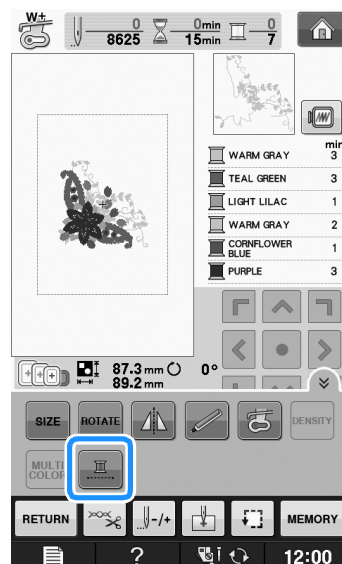 W+
0
8625
0min
15min
0
7
min
WARM GRAY 3
TEAL GREEN 3
LIGHT LILAC 1
WARM GRAY 2
CORNFLOWER BLUE 1
PURPLE 3
87.3 mm 0°
89.2 mm
SIZE ROTATE DENSITY
MULTI COLOR
RETURN -/+ MEMORY
? 12:00